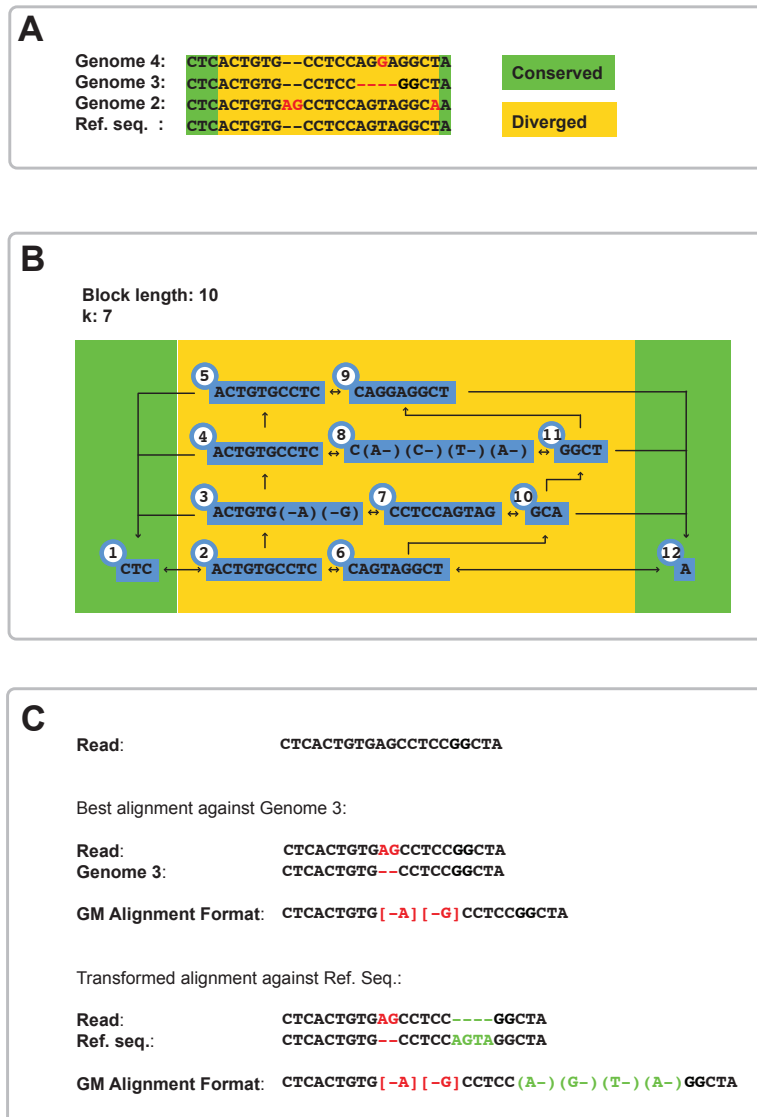 A
Genome 4: CTCACTGTG--CCTCCAGGAGGCTA
Genome 3: CTCACTGTG--CCTCC----GGCTA
Genome 2: CTCACTGTGAGCCTCCAGTAGGCAA
Ref. seq. : CTCACTGTG--CCTCCAGTAGGCTA
Conserved
Diverged
B
Block length: 10
k: 7
5 ACTGTGCCTC ↔ 9 CAGGAGGCT
4 ACTGTGCCTC ↔ 8 C(A-)(C-)(T-)(A-) ↔ 11 GGCT
3 ACTGTG(-A)(-G) ↔ 7 CCTCCAGTAG ↔ 10 GCA
1 CTC ↔ 2 ACTGTGCCTC ↔ 6 CAGTAGGCT ↔ 12 A
C
Read: CTCACTGTGAGCCTCCGGCTA
Best alignment against Genome 3:
Read: CTCACTGTGAGCCTCCGGCTA
Genome 3: CTCACTGTG--CCTCCGGCTA
GM Alignment Format: CTCACTGTG[-A][-G]CCTCCGGCTA
Transformed alignment against Ref. Seq.:
Read: CTCACTGTGAGCCTCC----GGCTA
Ref. seq.: CTCACTGTG--CCTCCAGTAGGCTA
GM Alignment Format: CTCACTGTG[-A][-G]CCTCC(A-)(G-)(T-)(A-)GGCTA